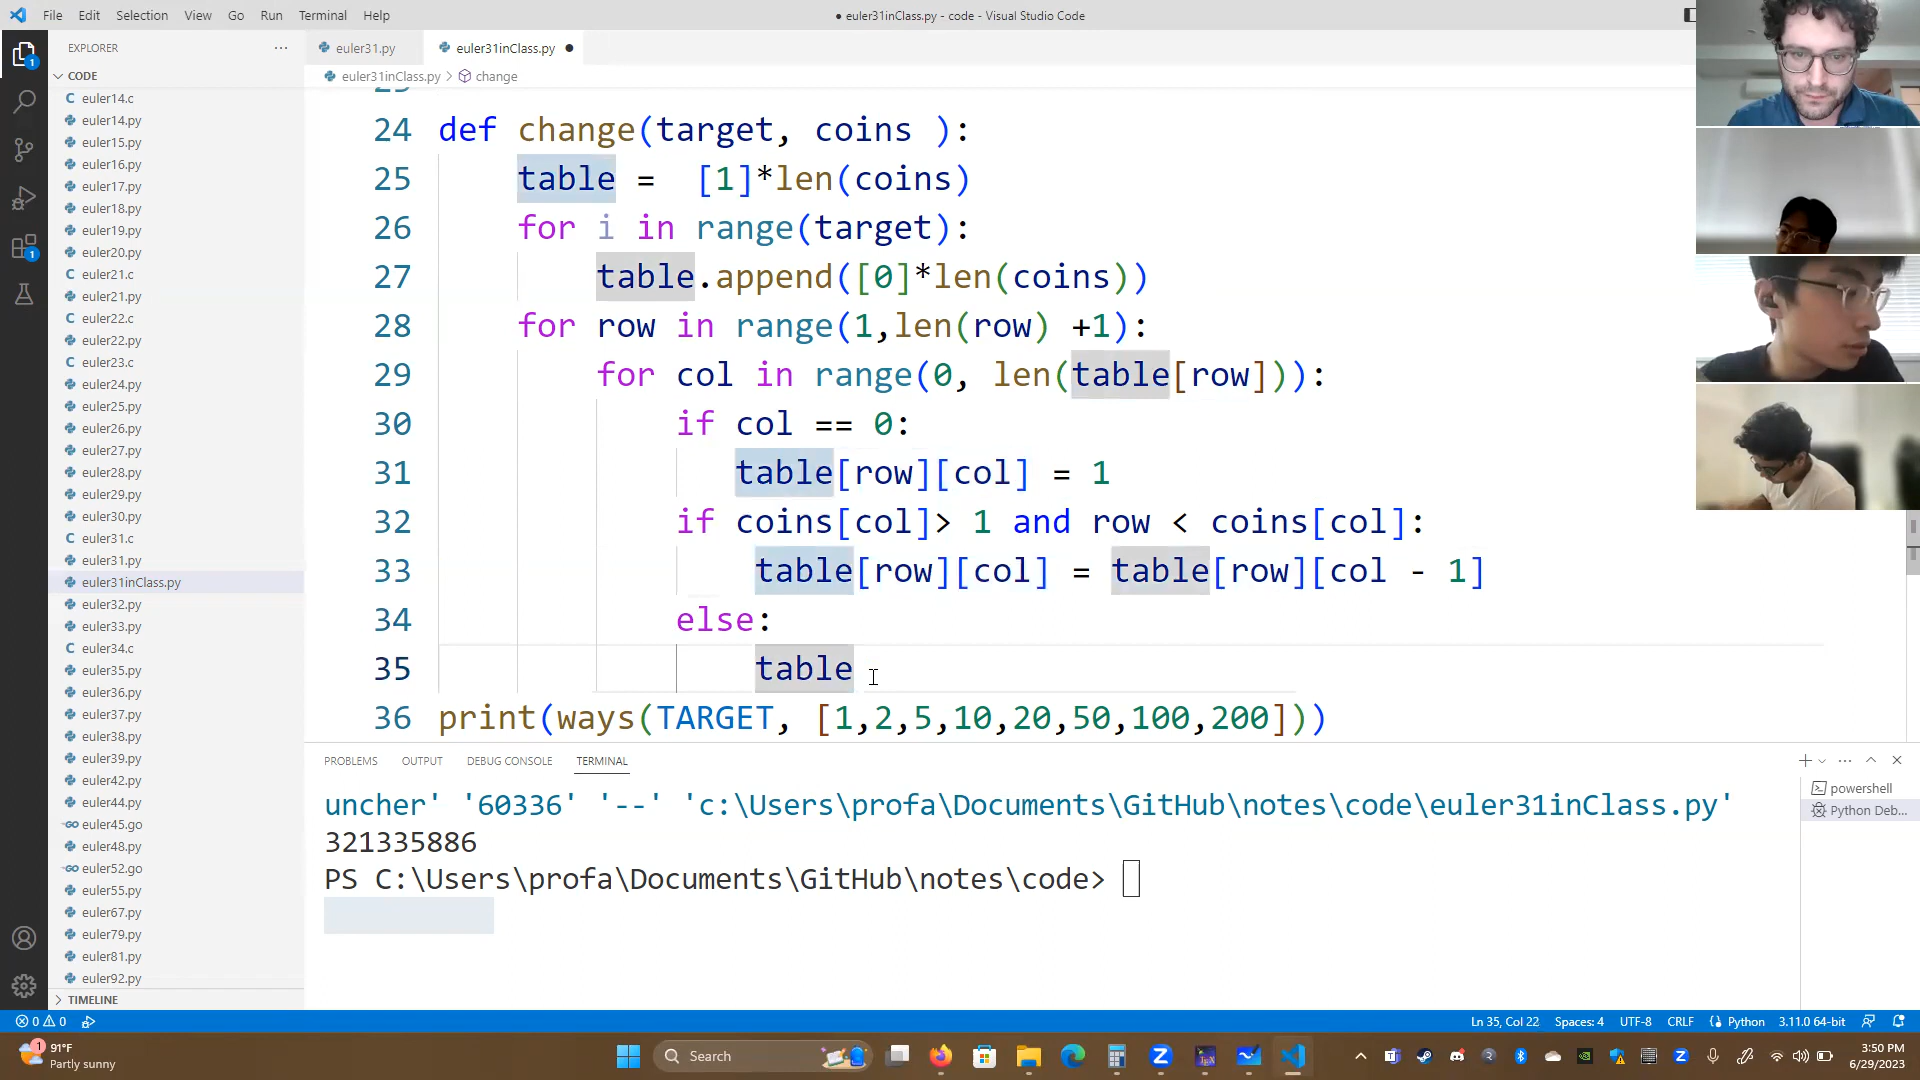 File Edit Selection View Go Run Terminal Help
● euler31inClass.py - code - Visual Studio Code
EXPLORER ···
euler31.py
euler31inClass.py ●
CODE
euler31inClass.py > change
euler14.c
euler14.py
euler15.py
euler16.py
euler17.py
euler18.py
euler19.py
euler20.py
euler21.c
euler21.py
euler22.c
euler22.py
euler23.c
euler24.py
euler25.py
euler26.py
euler27.py
euler28.py
euler29.py
euler30.py
euler31.c
euler31.py
euler31inClass.py
euler32.py
euler33.py
euler34.c
euler35.py
euler36.py
euler37.py
euler38.py
euler39.py
euler42.py
euler44.py
euler45.go
euler48.py
euler52.go
euler55.py
euler67.py
euler79.py
euler81.py
euler92.py
TIMELINE
24 def change(target, coins ):
25 table =  [1]*len(coins)
26 for i in range(target):
27 table.append([0]*len(coins))
28 for row in range(1,len(row) +1):
29 for col in range(0, len(table[row])):
30 if col == 0:
31 table[row][col] = 1
32 if coins[col]> 1 and row < coins[col]:
33 table[row][col] = table[row][col - 1]
34 else:
35 table
36 print(ways(TARGET, [1,2,5,10,20,50,100,200]))
PROBLEMS OUTPUT DEBUG CONSOLE TERMINAL
uncher' '60336' '--' 'c:\Users\profa\Documents\GitHub\notes\code\euler31inClass.py'
321335886
PS C:\Users\profa\Documents\GitHub\notes\code>
powershell
Python Deb...
0 0
Ln 35, Col 22 Spaces: 4 UTF-8 CRLF Python 3.11.0 64-bit
91°F
Partly sunny
Search
3:50 PM
6/29/2023